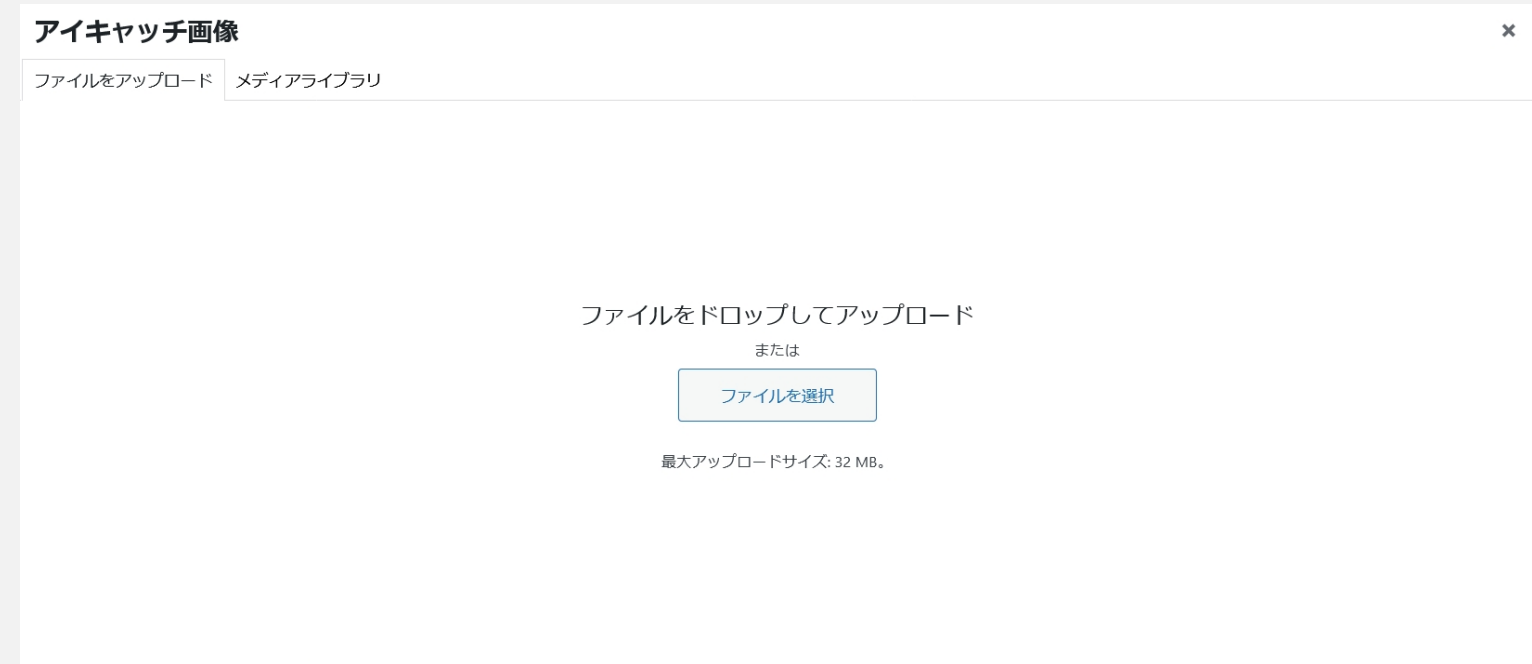 アイキャッチ画像
ファイルをアップロード メディアライブラリ
ファイルをドロップしてアップロード
または
ファイルを選択
最大アップロードサイズ: 32 MB。